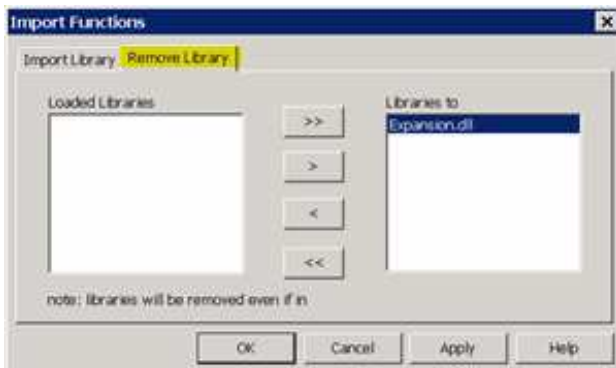 Import Functions
Import Library Remove Library
Loaded Libraries
Libraries to
>>
Expansion.dll
>
<
<<
note: libraries will be removed even if in
OK Cancel Apply Help